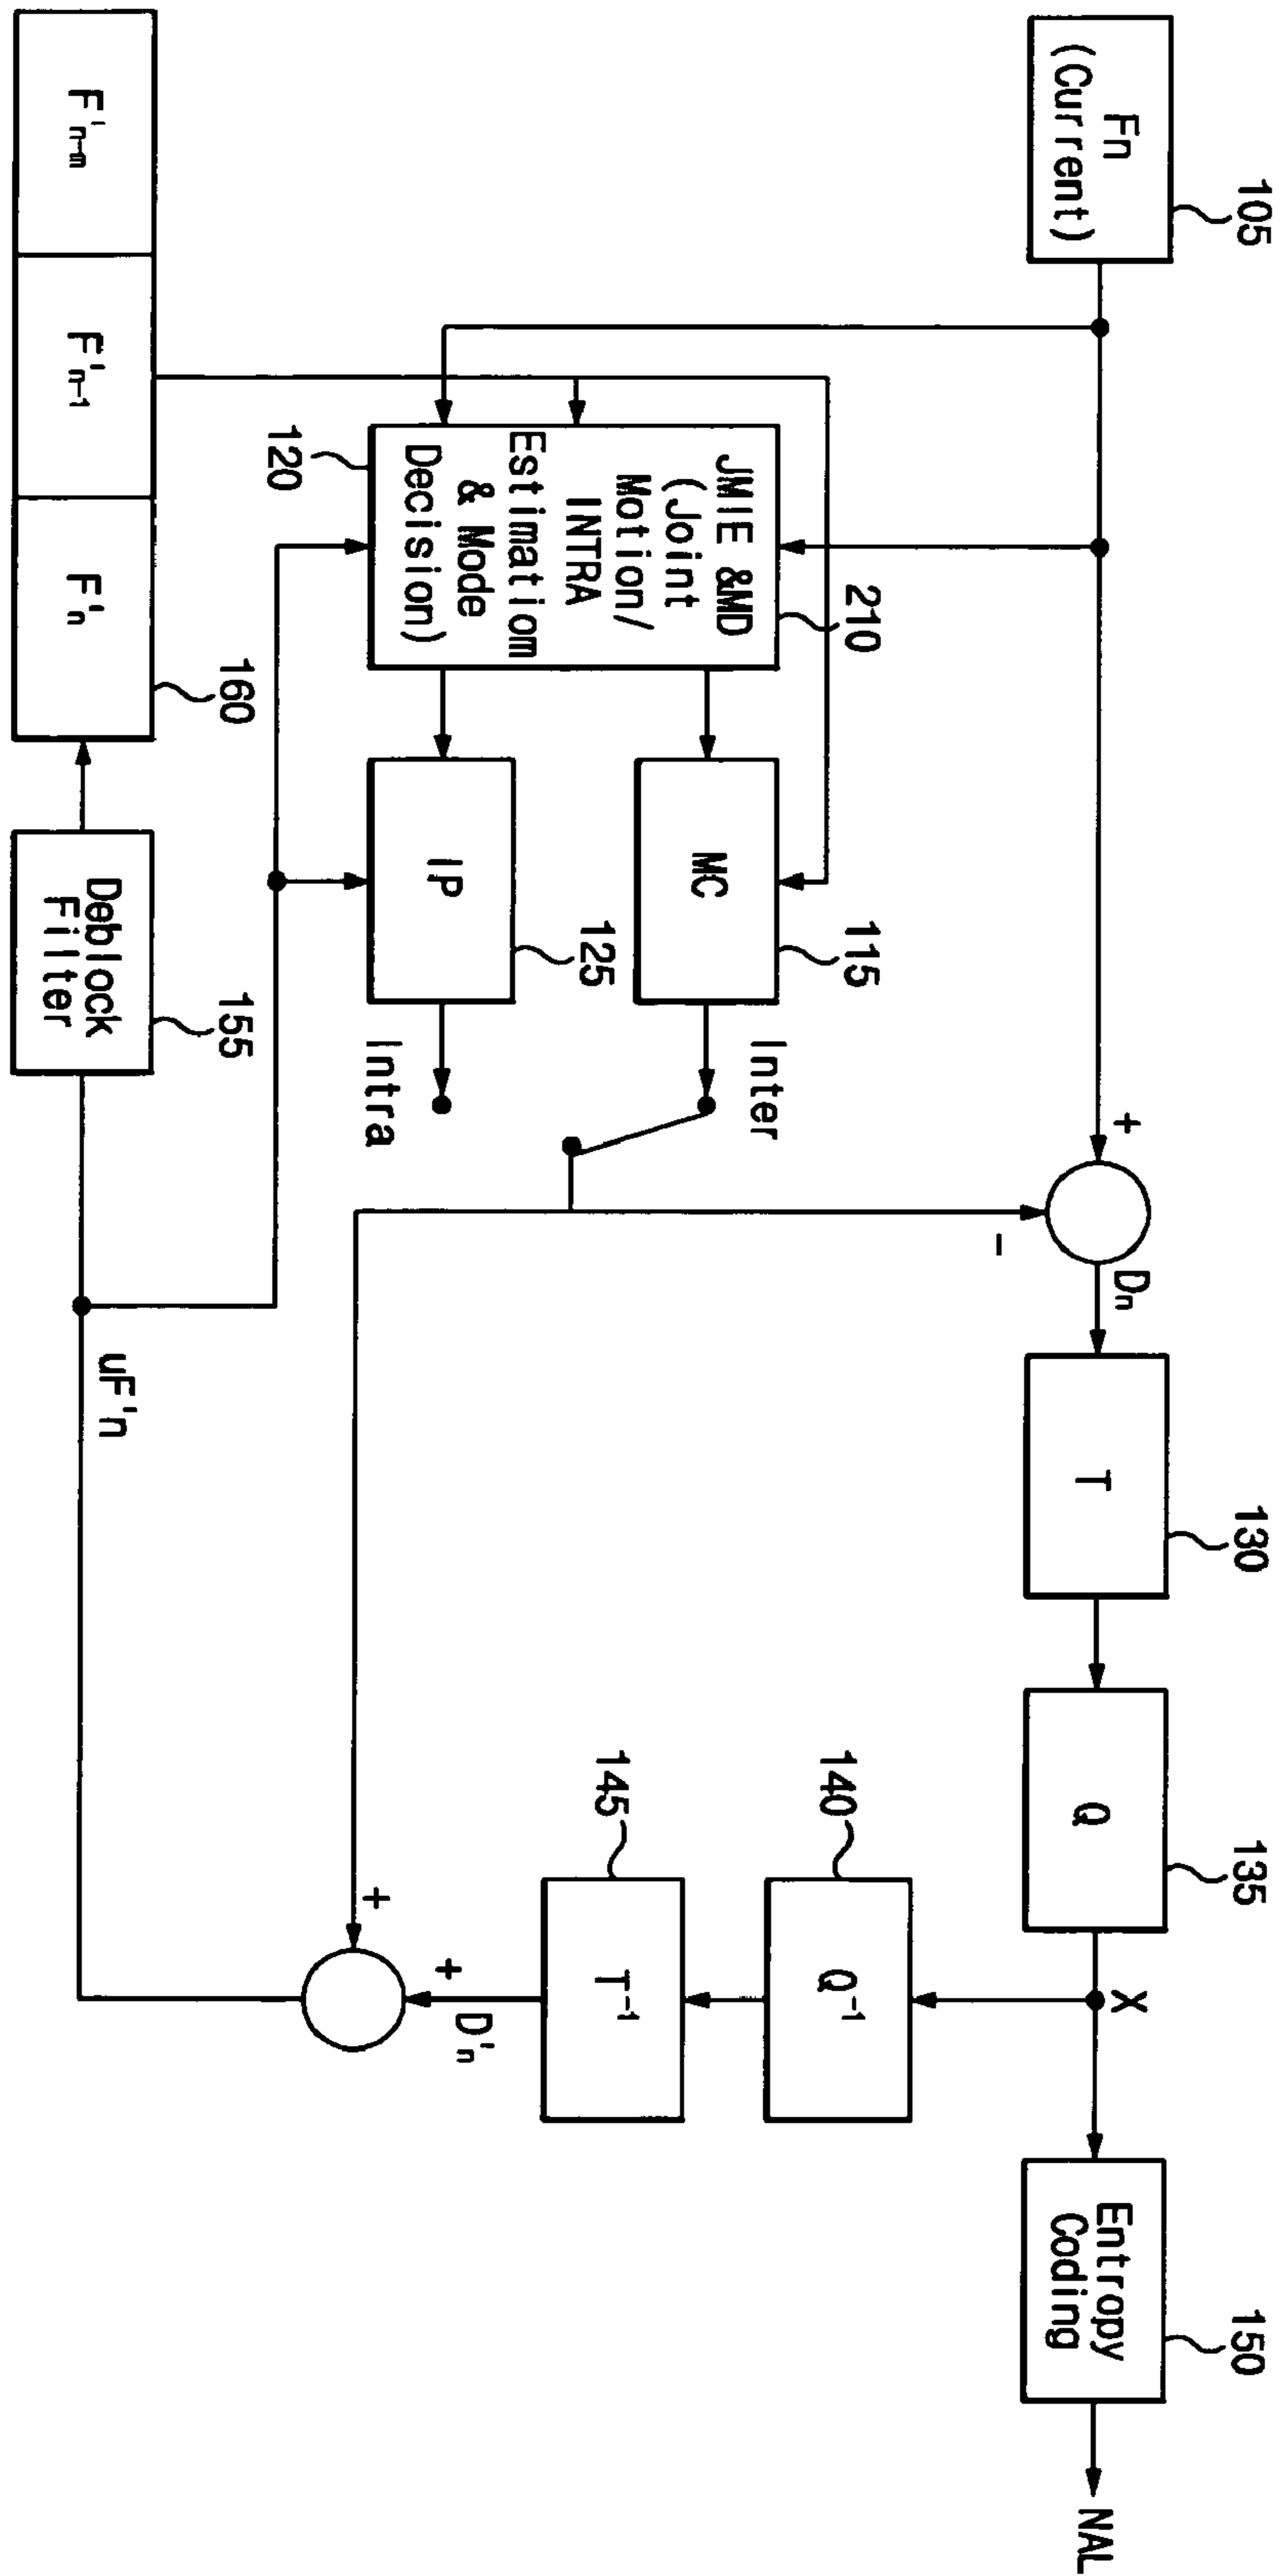 Fn
(Current)
105
+
-
Dn
T
130
Q
135
X
Entropy
Coding
150
NAL
JMIE &MD
(Joint
Motion/
INTRA
Estimatiom
& Mode
Decision)
210
120
MC
115
Inter
IP
125
Intra
Q-1
140
T-1
145
D'n
+
+
F'n-m
F'n-1
F'n
160
Deblock
Filter
155
uF'n